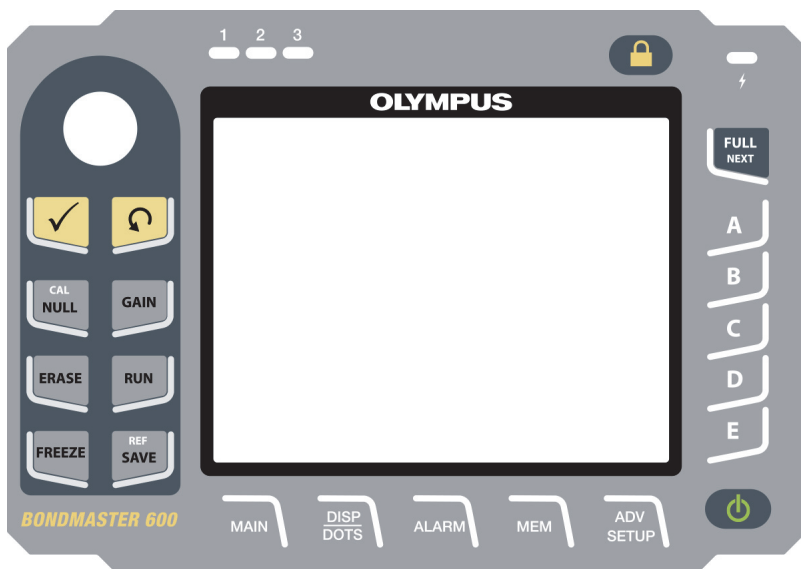 1 2 3
OLYMPUS
FULL
NEXT
A
B
C
D
E
CAL
NULL
GAIN
ERASE
RUN
FREEZE
REF
SAVE
BONDMASTER 600
MAIN
DISP
DOTS
ALARM
MEM
ADV
SETUP